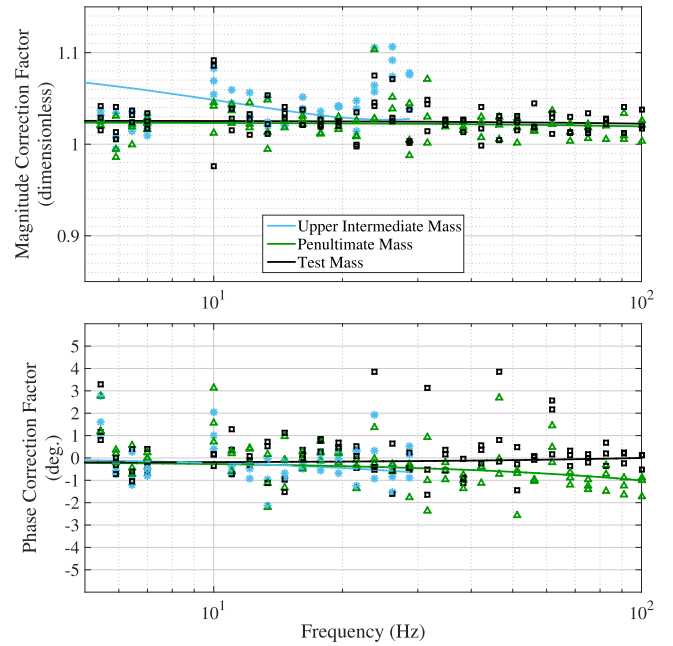 Magnitude Correction Factor
(dimensionless)
1.1
1
0.9
Upper Intermediate Mass
Penultimate Mass
Test Mass
10^1
10^2
Phase Correction Factor
(deg.)
5
4
3
2
1
0
-1
-2
-3
-4
-5
10^1
10^2
Frequency (Hz)